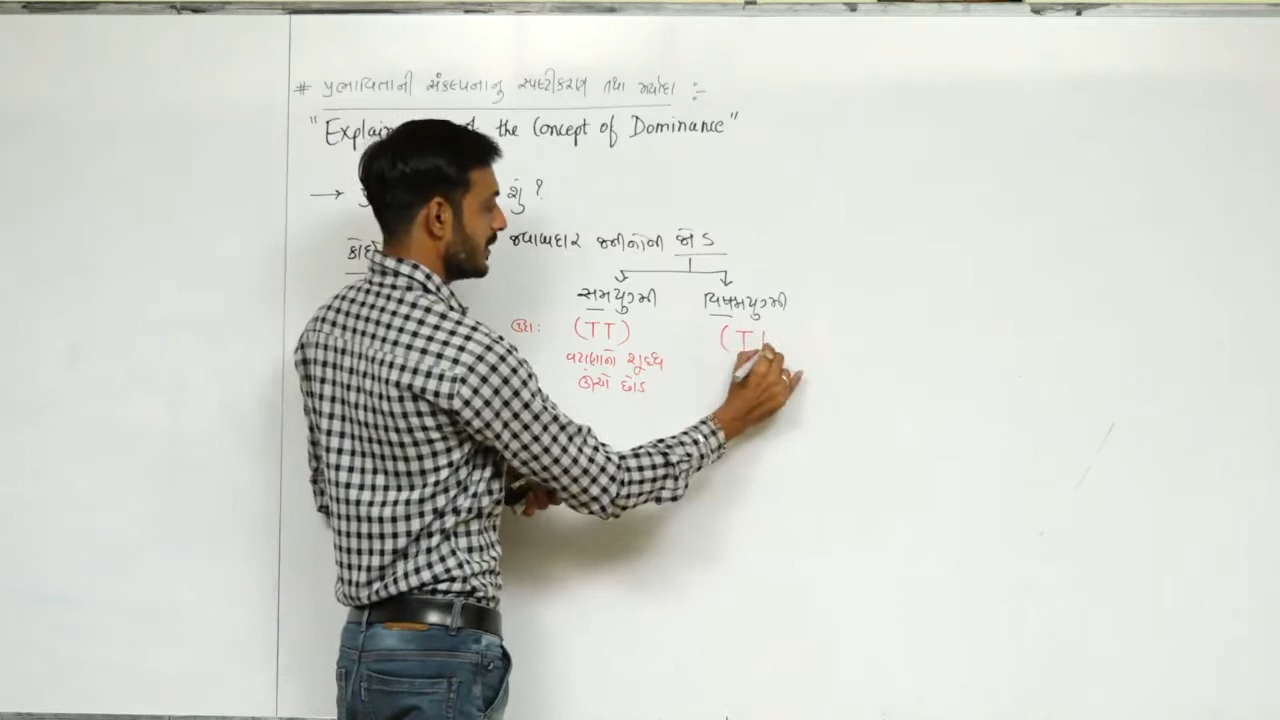 # પ્રભાવિતાની સંકલ્પનાનુ સ્પષ્ટીકરણ તથા મર્યાદા :-
"Explain the Concept of Dominance"
→ શું ?
જવાબદાર જનીનોની જોડ
સમયુગ્મી વિષમયુગ્મી
ઉદા: (TT) (T
વટાણાનો શુદ્ધ
ઊંચો છોડ